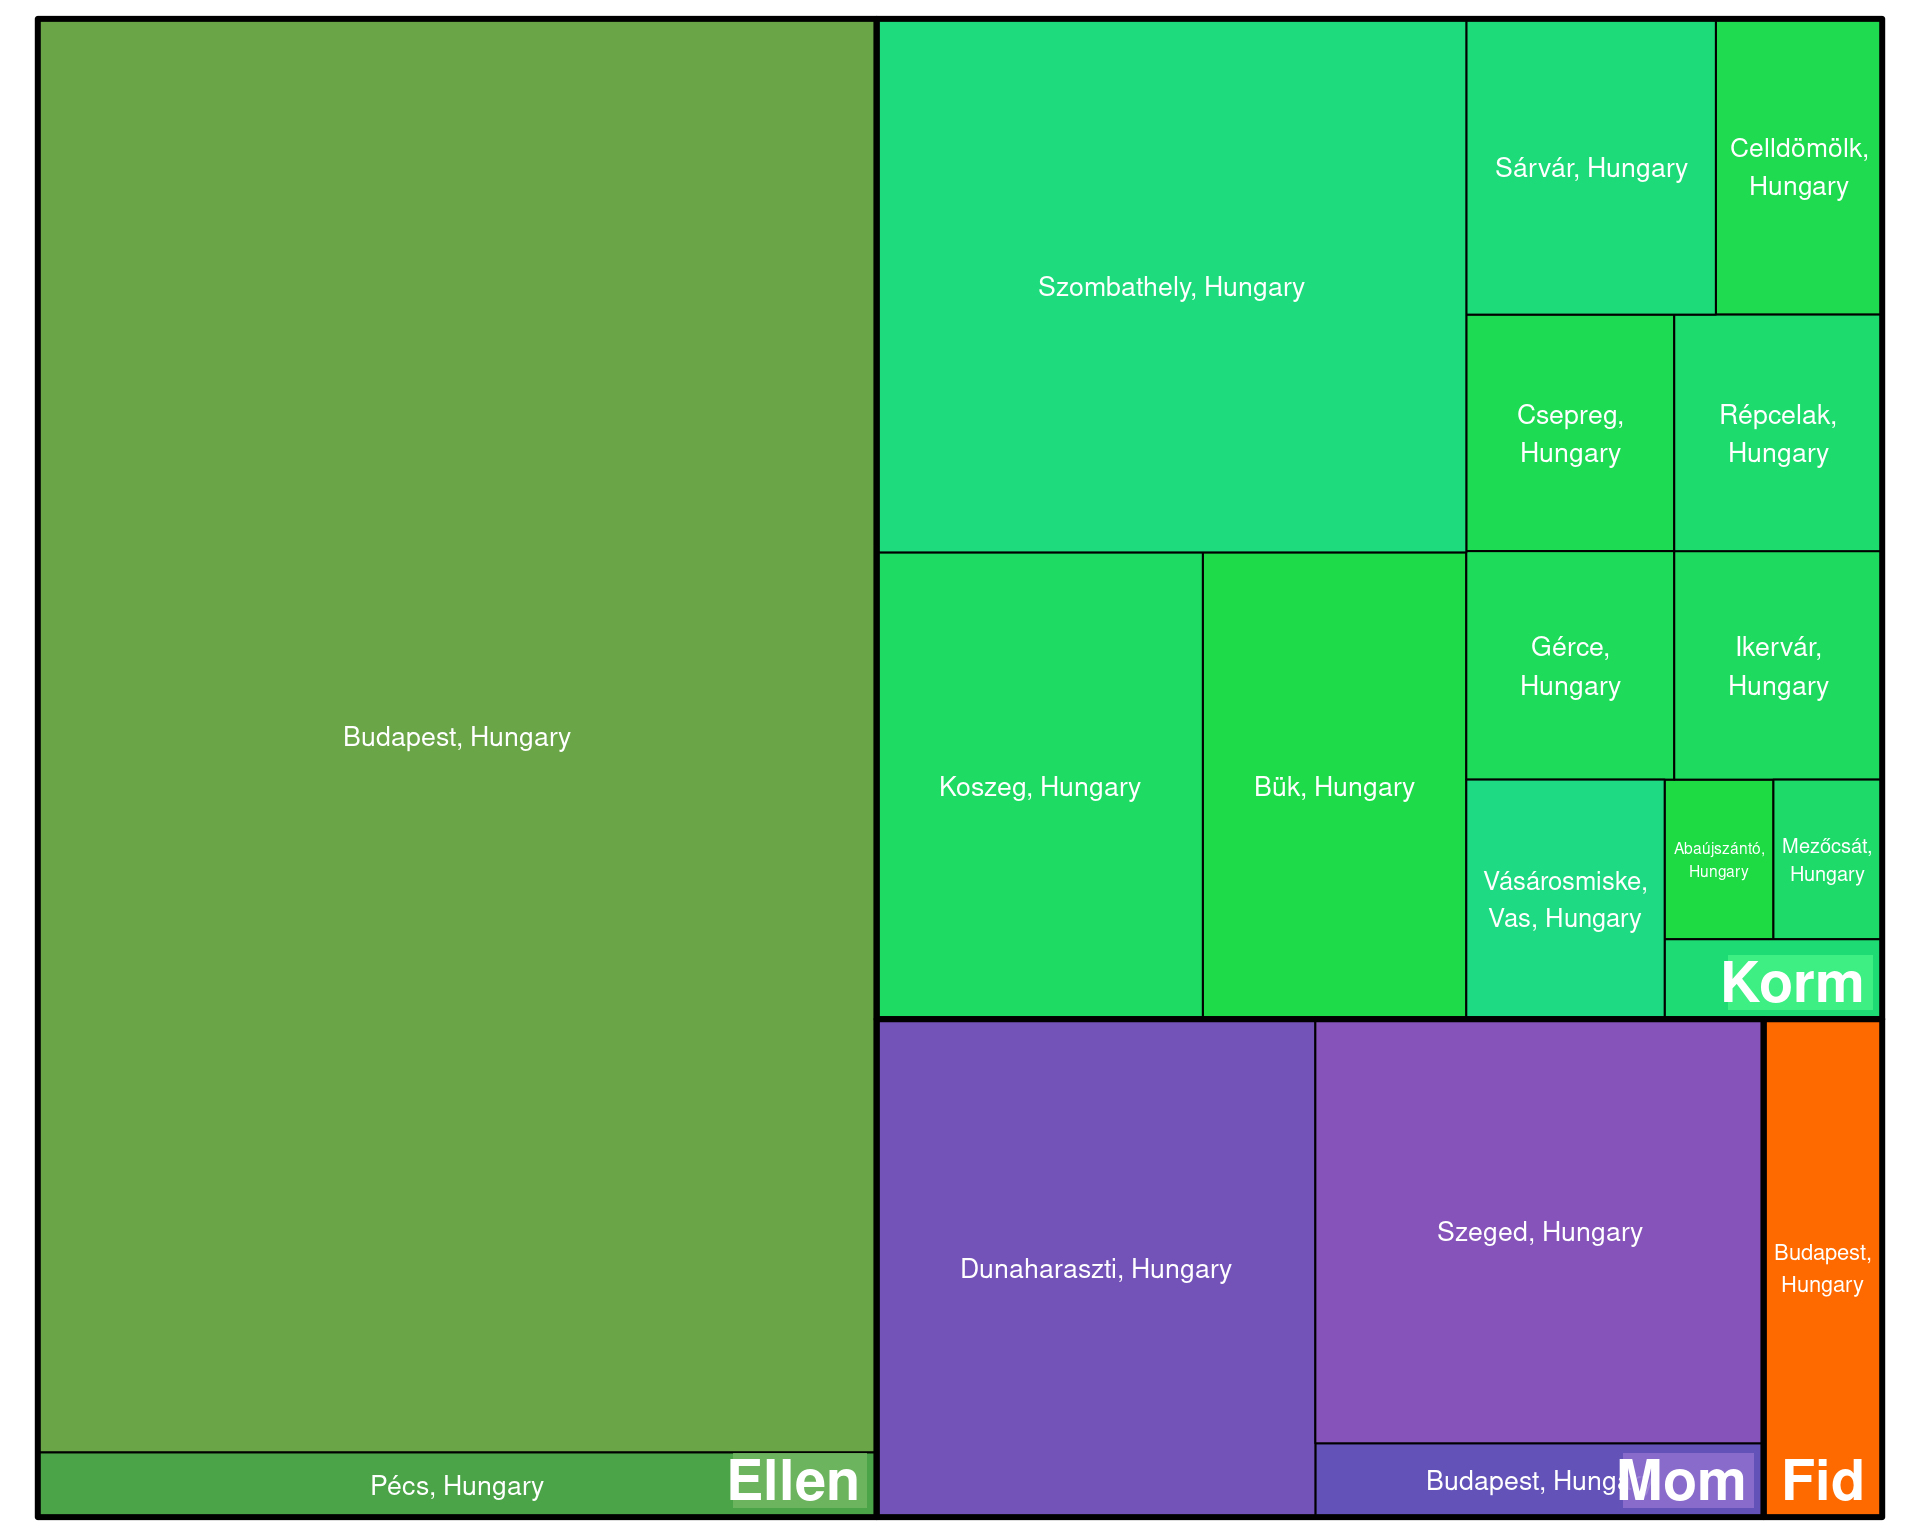 Budapest, Hungary
Pécs, Hungary
Ellen
Szombathely, Hungary
Sárvár, Hungary
Celldömölk,
Hungary
Csepreg,
Hungary
Répcelak,
Hungary
Koszeg, Hungary
Bük, Hungary
Gérce,
Hungary
Ikervár,
Hungary
Vásárosmiske,
Vas, Hungary
Abaújszántó,
Hungary
Mezőcsát,
Hungary
Korm
Dunaharaszti, Hungary
Szeged, Hungary
Budapest, Hunga
Mom
Budapest,
Hungary
Fid